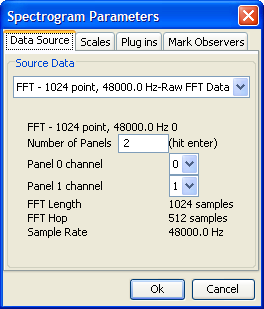 Spectrogram Parameters
Data Source Scales Plug ins Mark Observers
Source Data
FFT - 1024 point, 48000.0 Hz-Raw FFT Data
FFT - 1024 point, 48000.0 Hz 0
Number of Panels 2 (hit enter)
Panel 0 channel 0
Panel 1 channel 1
FFT Length 1024 samples
FFT Hop 512 samples
Sample Rate 48000.0 Hz
Ok Cancel